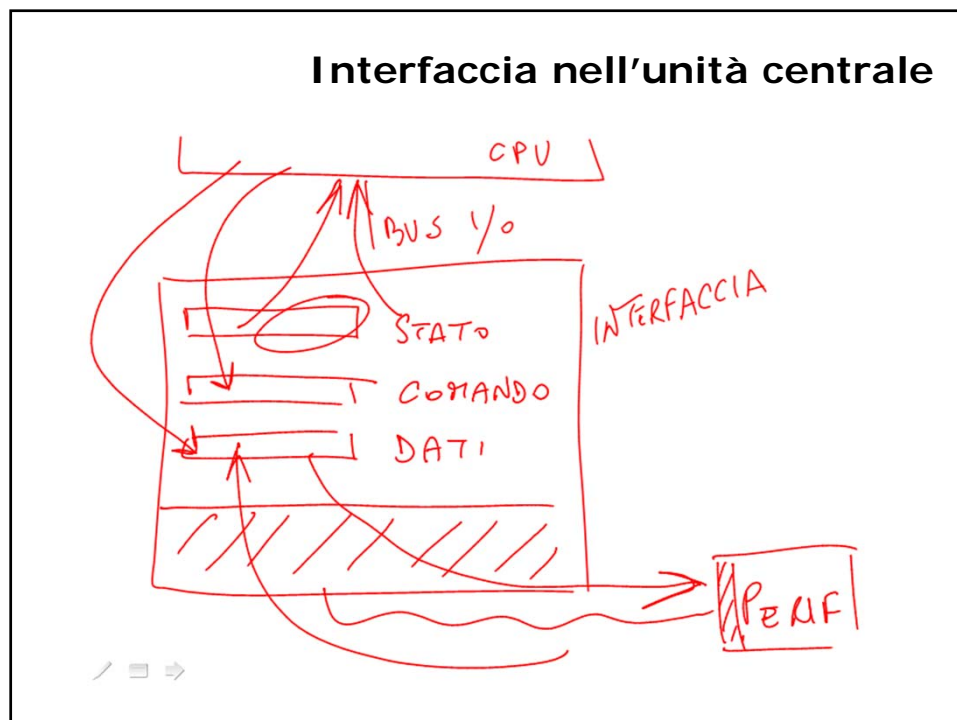 Interfaccia nell'unità centrale
CPU
BUS I/O
INTERFACCIA
STATO
COMANDO
DATI
PERIF